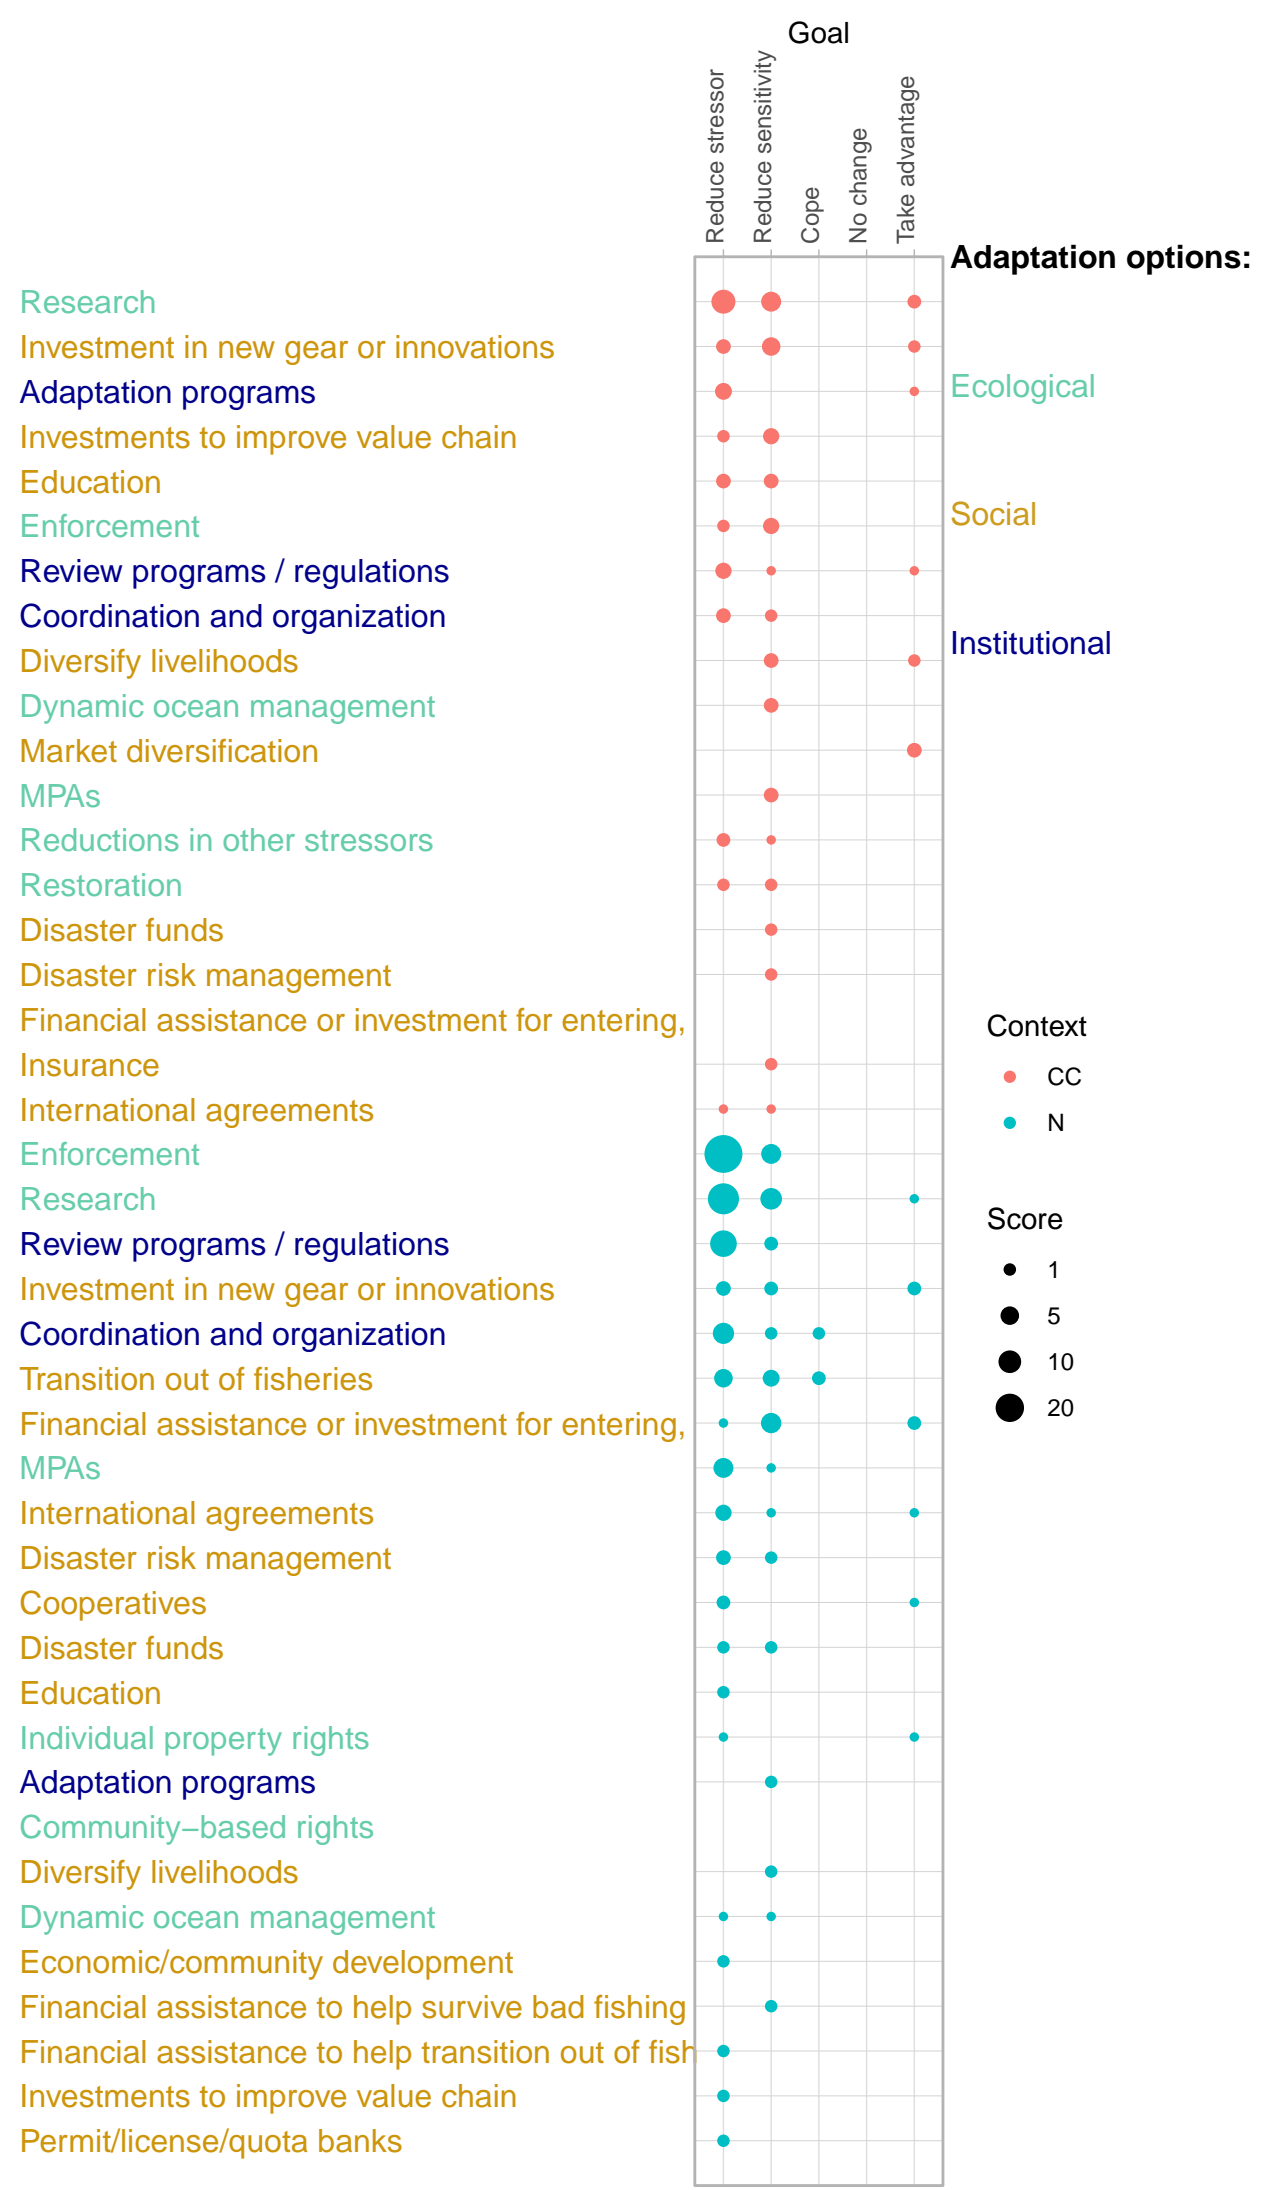 Goal
Reduce stressor
Reduce sensitivity
Cope
No change
Take advantage
Adaptation options:
Research
Investment in new gear or innovations
Adaptation programs
Ecological
Investments to improve value chain
Education
Enforcement
Social
Review programs / regulations
Coordination and organization
Institutional
Diversify livelihoods
Dynamic ocean management
Market diversification
MPAs
Reductions in other stressors
Restoration
Disaster funds
Disaster risk management
Financial assistance or investment for entering,
Insurance
International agreements
Enforcement
Research
Review programs / regulations
Investment in new gear or innovations
Coordination and organization
Transition out of fisheries
Financial assistance or investment for entering,
MPAs
International agreements
Disaster risk management
Cooperatives
Disaster funds
Education
Individual property rights
Adaptation programs
Community−based rights
Diversify livelihoods
Dynamic ocean management
Economic/community development
Financial assistance to help survive bad fishing
Financial assistance to help transition out of fish
Investments to improve value chain
Permit/license/quota banks
Context
CC
N
Score
1
5
10
20